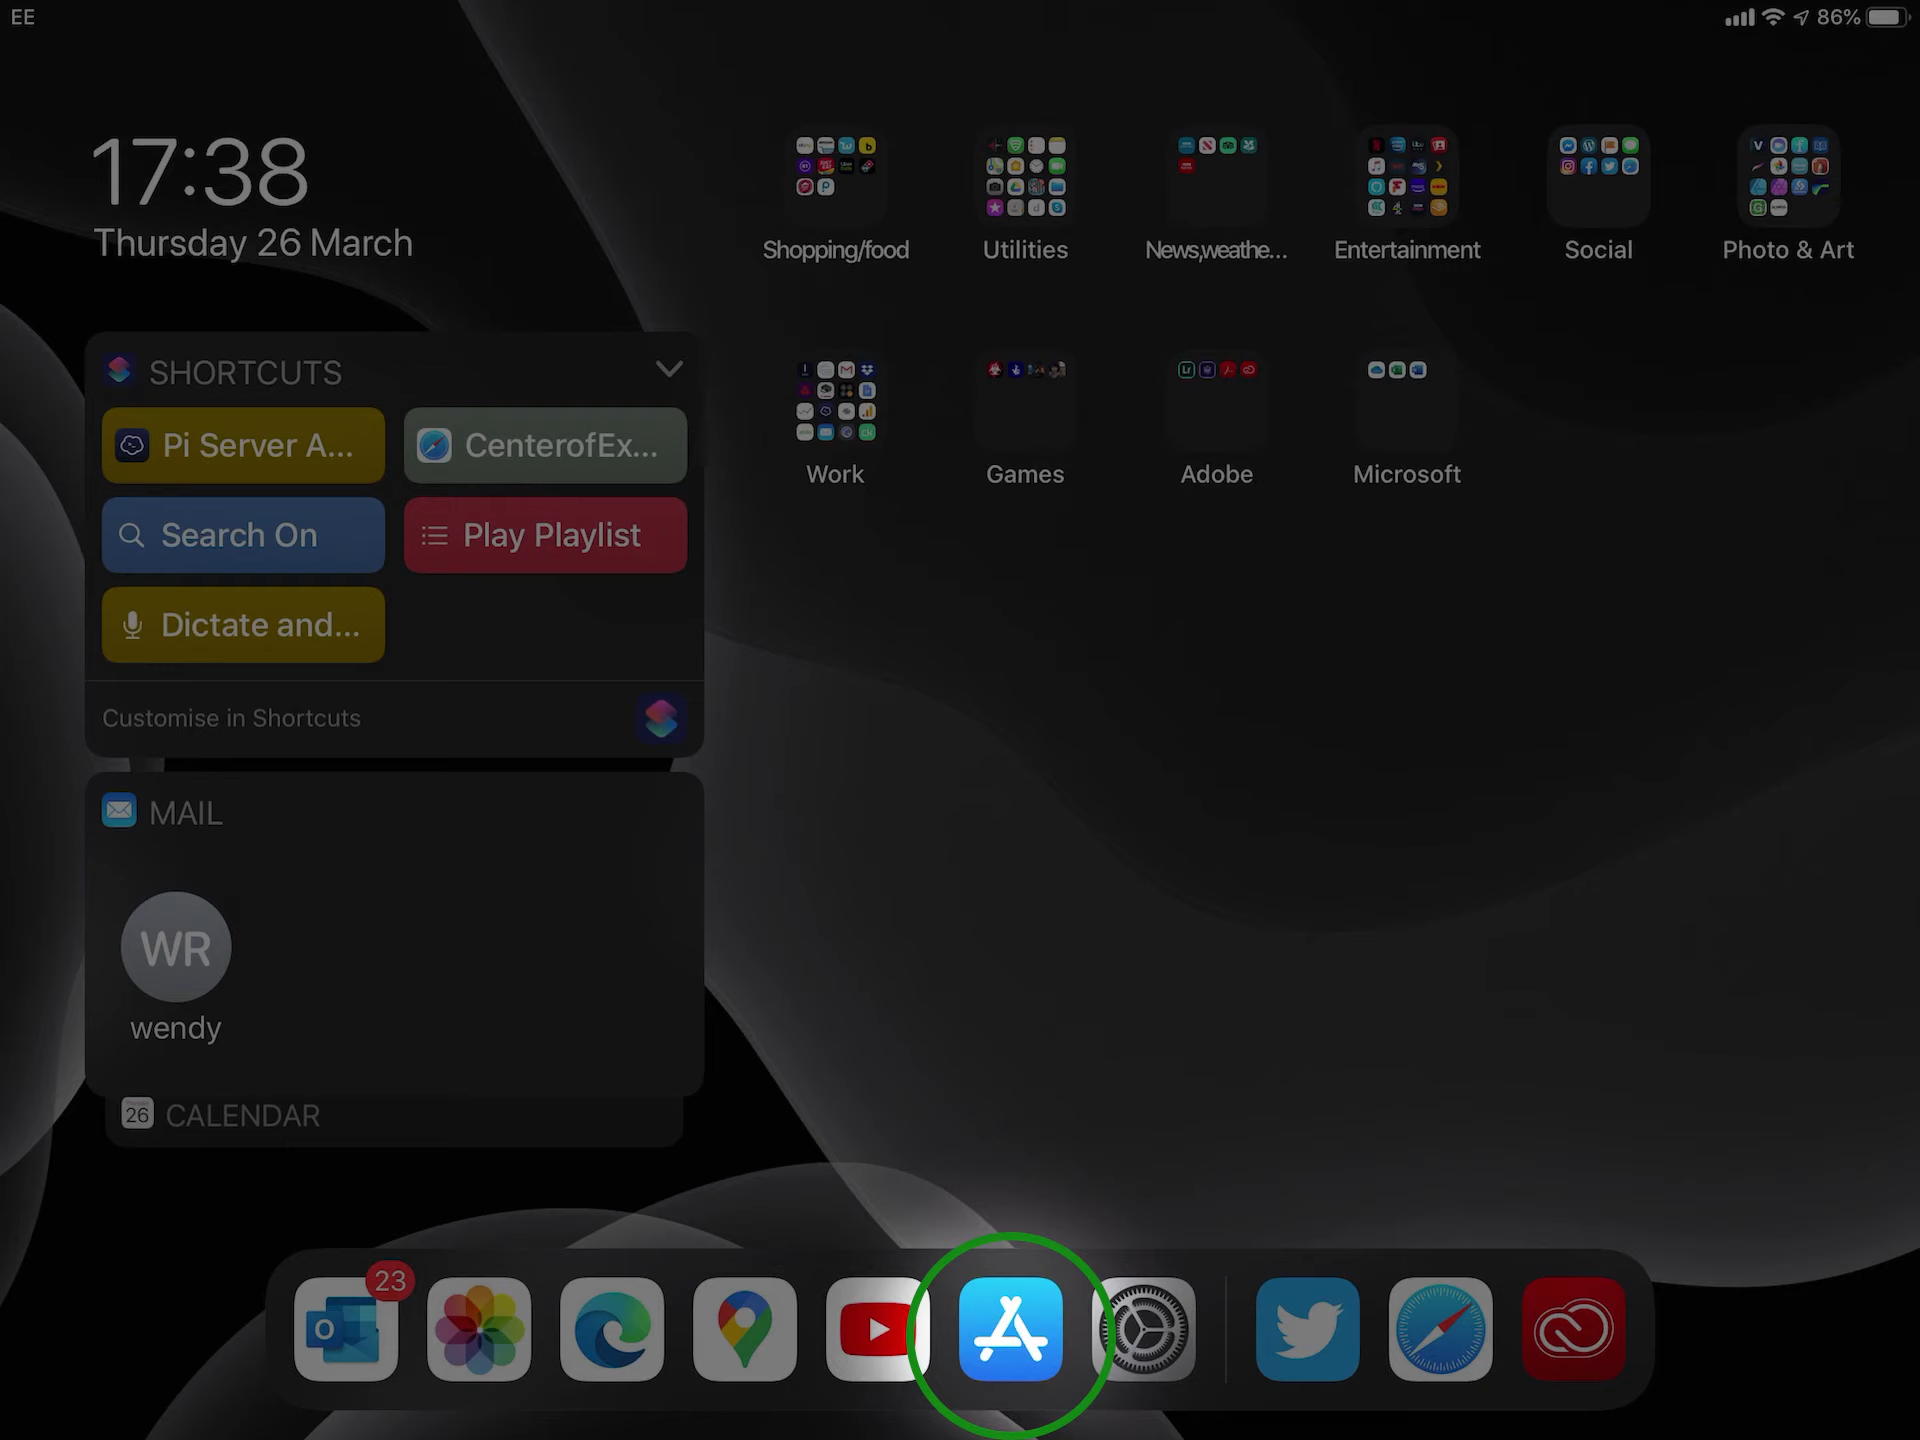 EE
86%
17:38
Thursday 26 March
Shopping/food
Utilities
News,weathe...
Entertainment
Social
Photo & Art
SHORTCUTS
Pi Server A...
CenterofEx...
Search On
Play Playlist
Dictate and...
Customise in Shortcuts
Work
Games
Adobe
Microsoft
MAIL
WR
wendy
26
CALENDAR
23